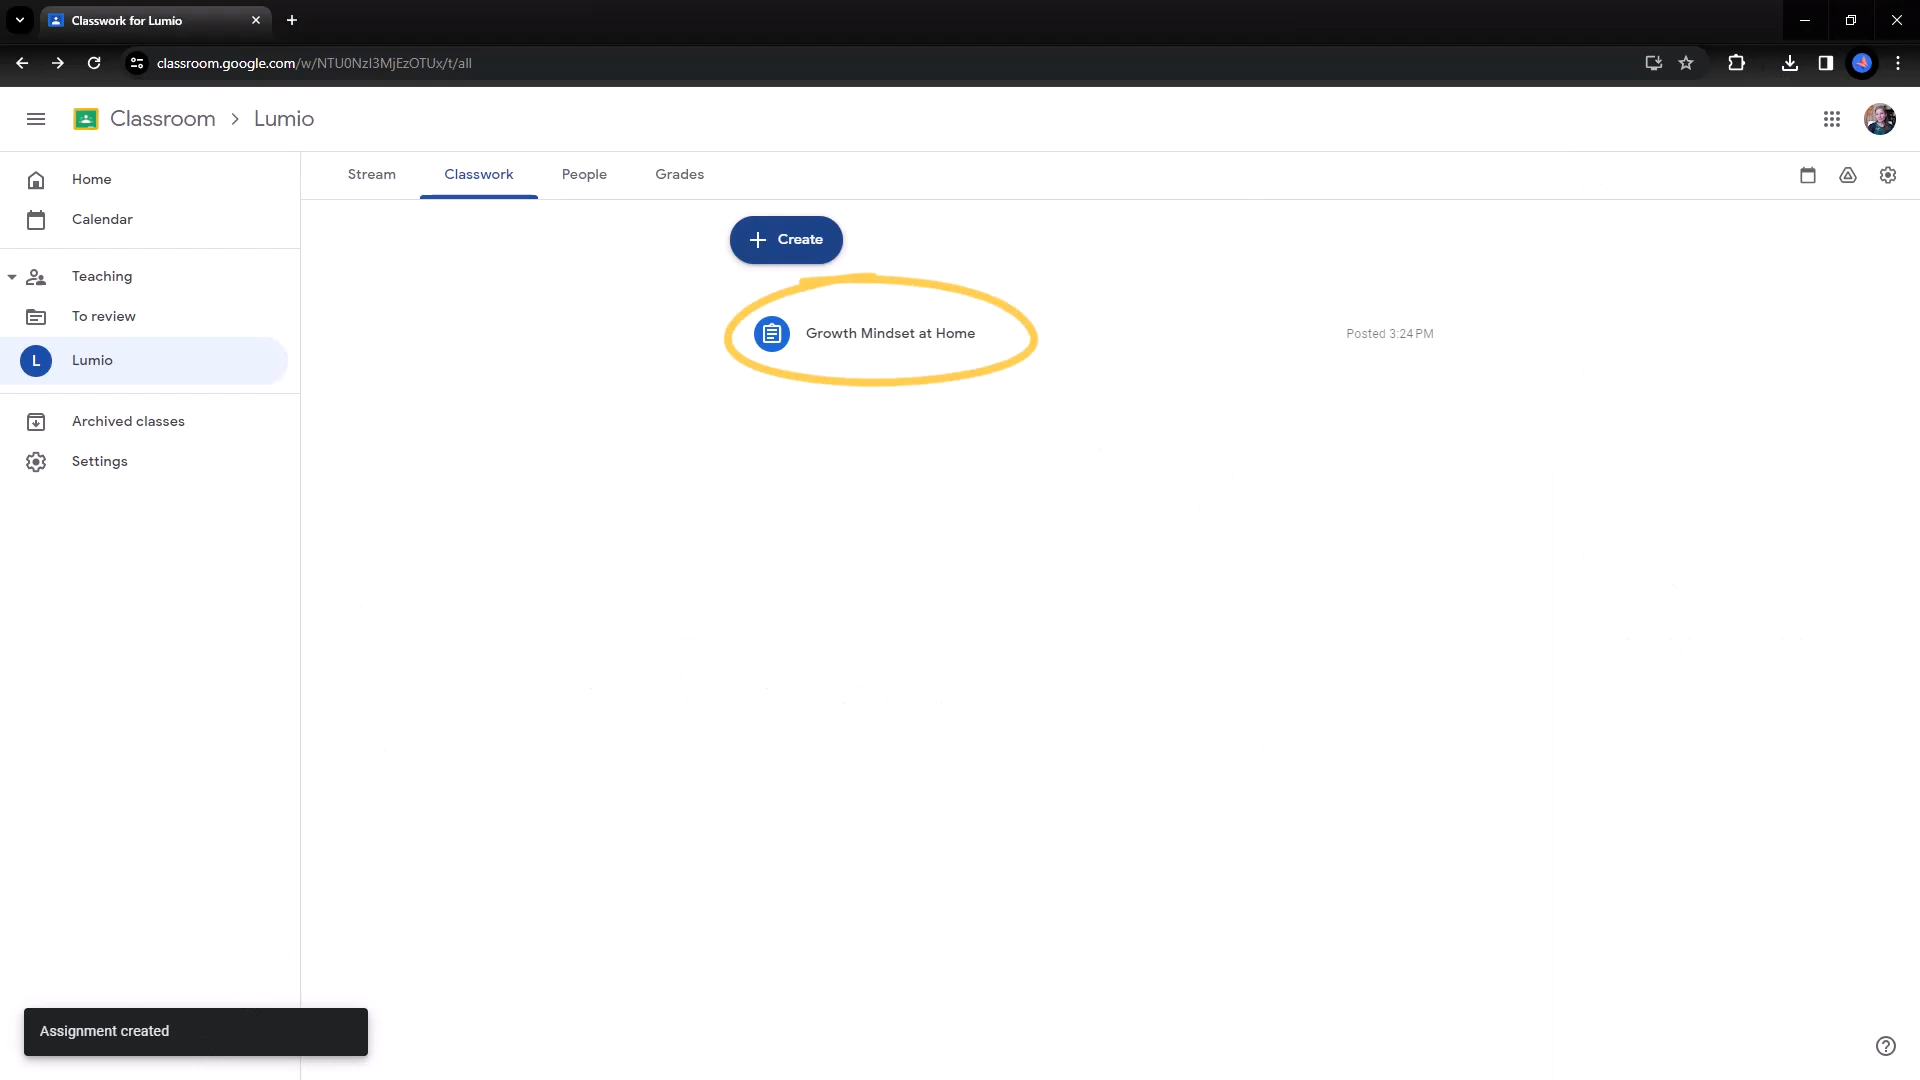 Classwork for Lumio
classroom.google.com/w/NTU0NzI3MjEzOTUx/t/all
Classroom > Lumio
Home
Calendar
Teaching
To review
L Lumio
Archived classes
Settings
Stream Classwork People Grades
+ Create
Growth Mindset at Home Posted 3:24 PM
Assignment created